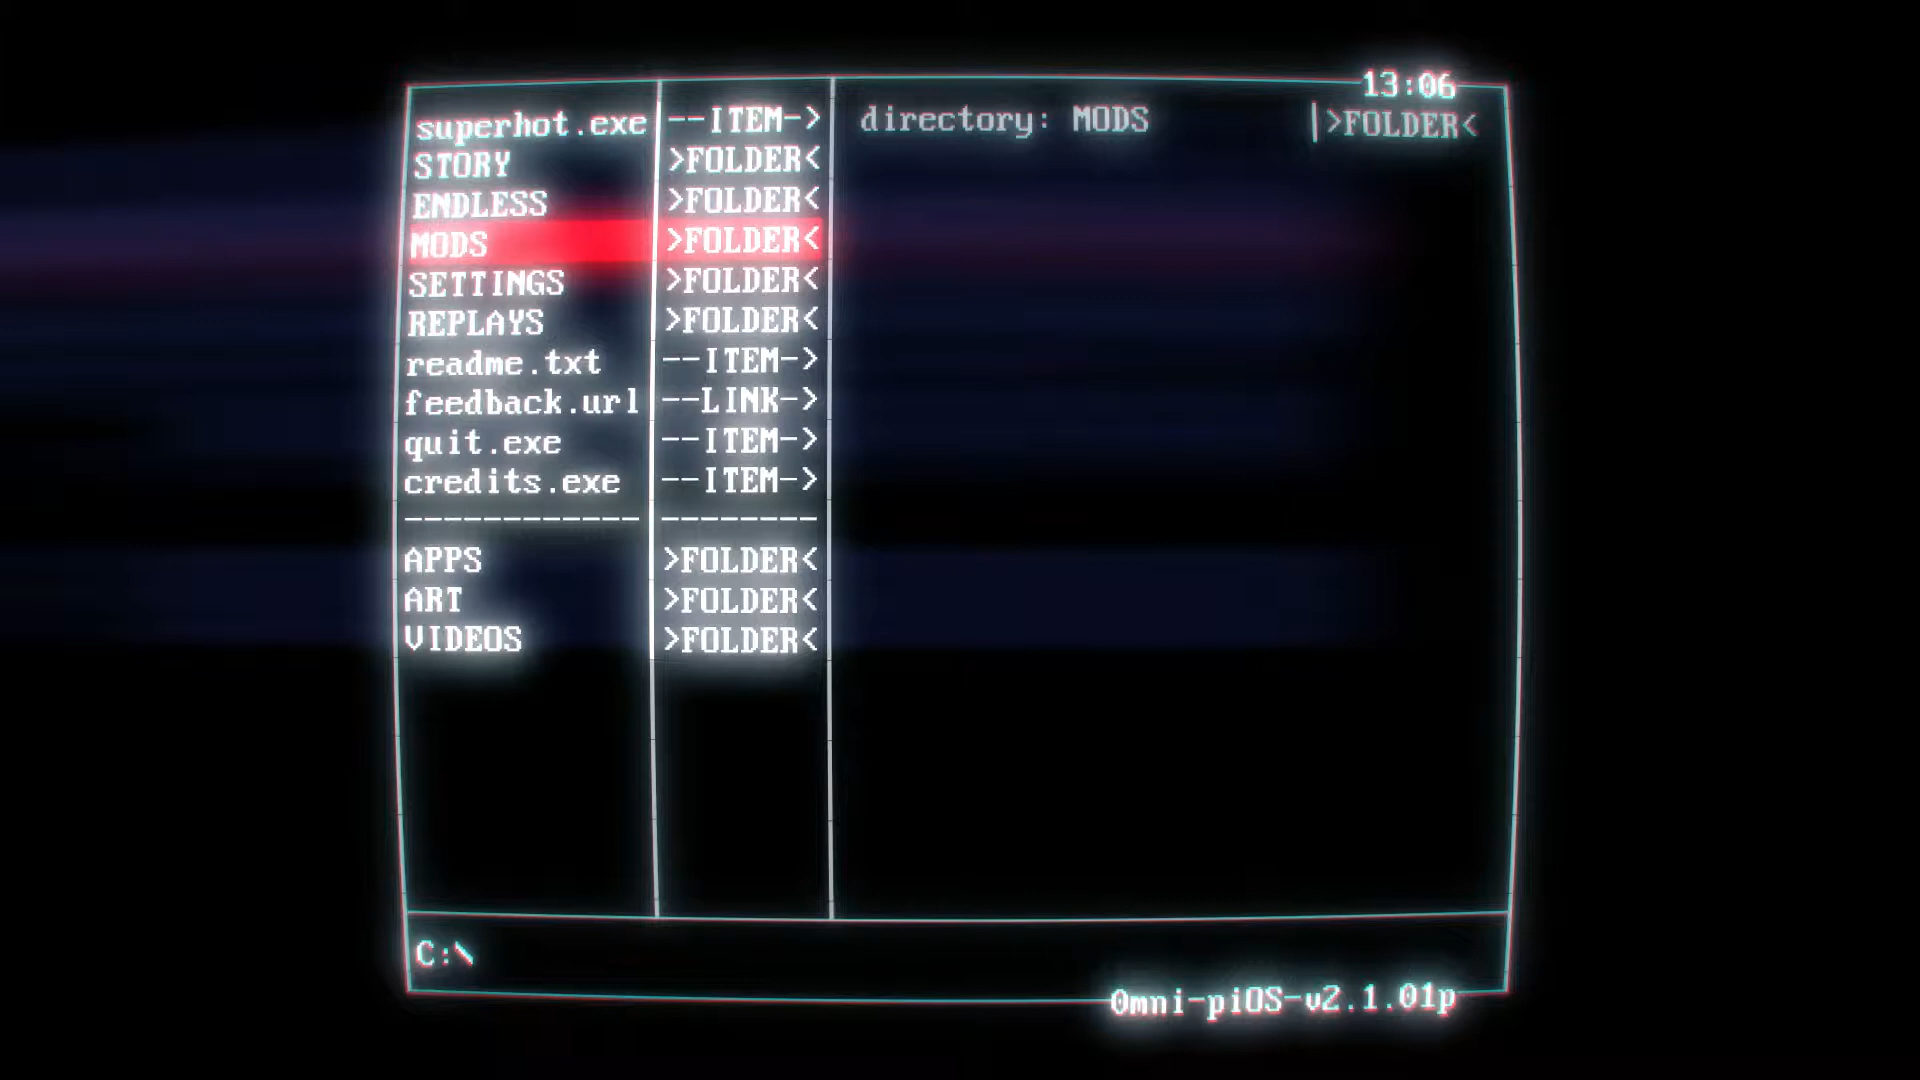 13:06
superhot.exe --ITEM-> directory: MODS |>FOLDER<
STORY >FOLDER<
ENDLESS >FOLDER<
MODS >FOLDER<
SETTINGS >FOLDER<
REPLAYS >FOLDER<
readme.txt --ITEM->
feedback.url --LINK->
quit.exe --ITEM->
credits.exe --ITEM->
------------ --------
APPS >FOLDER<
ART >FOLDER<
VIDEOS >FOLDER<
C:\
0mni-piOS-v2.1.01p